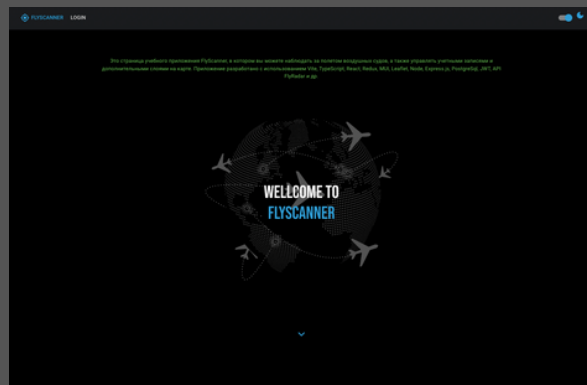 FLYSCANNER LOGIN
Это страница учебного приложения FlyScanner, в котором вы можете наблюдать за полетом воздушных судов, а также управлять учетными записями и
дополнительными слоями на карте. Приложение разработано с использованием Vite, TypeScript, React, Redux, MUI, Leaflet, Node, Express.js, PostgreSql, JWT, API
FlyRadar и др.
WELLCOME TO
FLYSCANNER